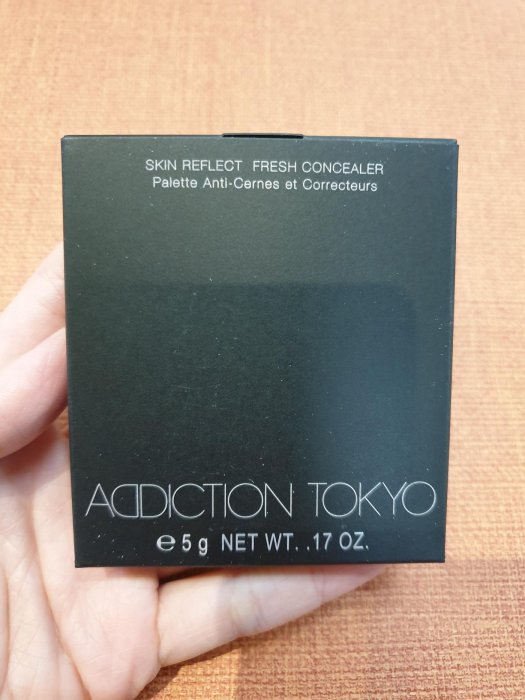 SKIN REFLECT FRESH CONCEALER
Palette Anti-Cernes et Correcteurs
ADDICTION TOKYO
℮ 5 g NET WT. .17 OZ.